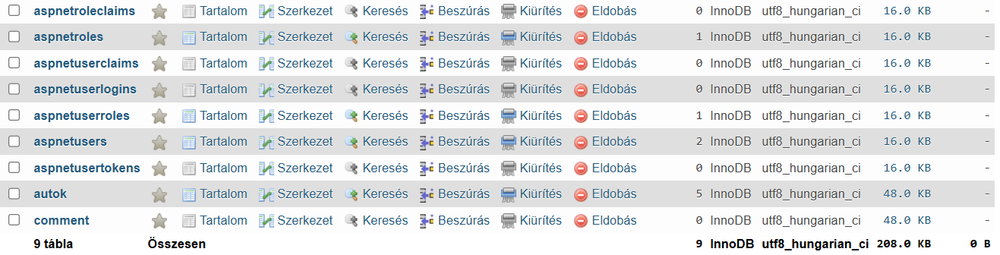 aspnetroleclaims Tartalom Szerkezet Keresés Beszúrás Kiürítés Eldobás 0 InnoDB utf8_hungarian_ci 16.0 KB -
aspnetroles Tartalom Szerkezet Keresés Beszúrás Kiürítés Eldobás 1 InnoDB utf8_hungarian_ci 16.0 KB -
aspnetuserclaims Tartalom Szerkezet Keresés Beszúrás Kiürítés Eldobás 0 InnoDB utf8_hungarian_ci 16.0 KB -
aspnetuserlogins Tartalom Szerkezet Keresés Beszúrás Kiürítés Eldobás 0 InnoDB utf8_hungarian_ci 16.0 KB -
aspnetuserroles Tartalom Szerkezet Keresés Beszúrás Kiürítés Eldobás 1 InnoDB utf8_hungarian_ci 16.0 KB -
aspnetusers Tartalom Szerkezet Keresés Beszúrás Kiürítés Eldobás 2 InnoDB utf8_hungarian_ci 16.0 KB -
aspnetusertokens Tartalom Szerkezet Keresés Beszúrás Kiürítés Eldobás 0 InnoDB utf8_hungarian_ci 16.0 KB -
autok Tartalom Szerkezet Keresés Beszúrás Kiürítés Eldobás 5 InnoDB utf8_hungarian_ci 48.0 KB -
comment Tartalom Szerkezet Keresés Beszúrás Kiürítés Eldobás 0 InnoDB utf8_hungarian_ci 48.0 KB -
9 tábla Összesen 9 InnoDB utf8_hungarian_ci 208.0 KB 0 B